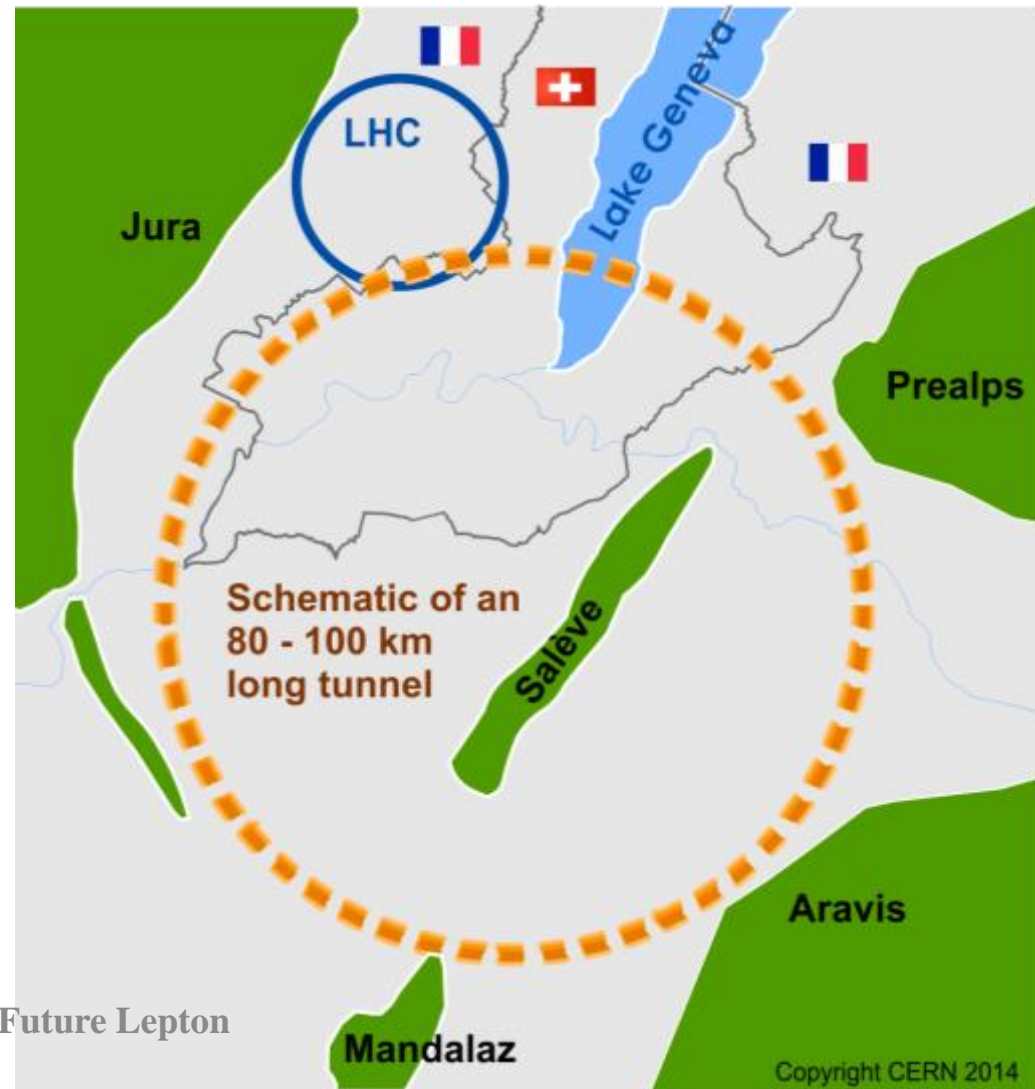 LHC
Lake Geneva
Jura
Prealps
Schematic of an
80 - 100 km
long tunnel
Salève
Aravis
Future Lepton
Mandalaz
Copyright CERN 2014